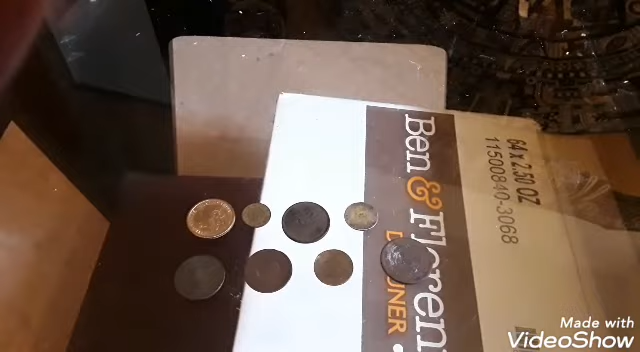 Ben & Floren
64 x 2.50 OZ
11500840-3068
Made with
VideoShow